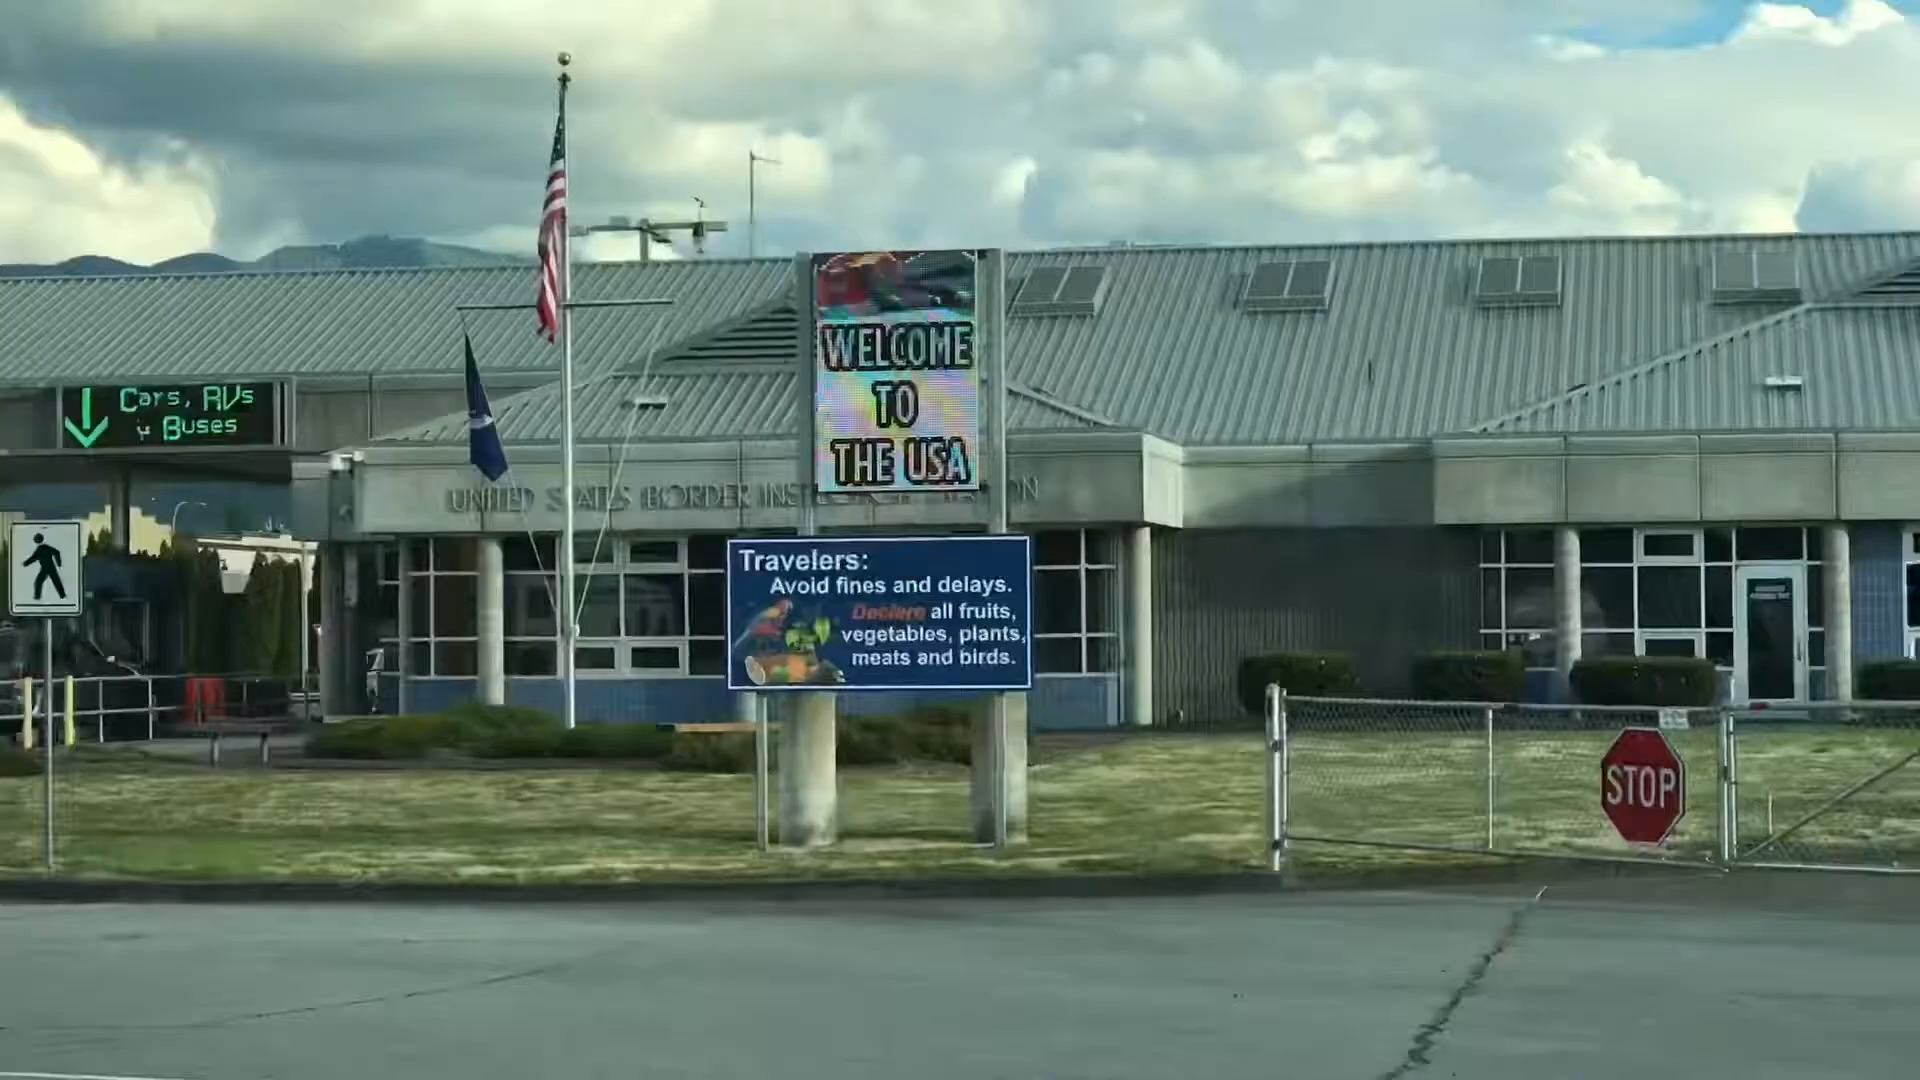 WELCOME
TO
THE USA
Cars, RVs
& Buses
UNITED STATES BORDER INS
Travelers:
Avoid fines and delays.
Declare all fruits,
vegetables, plants,
meats and birds.
STOP